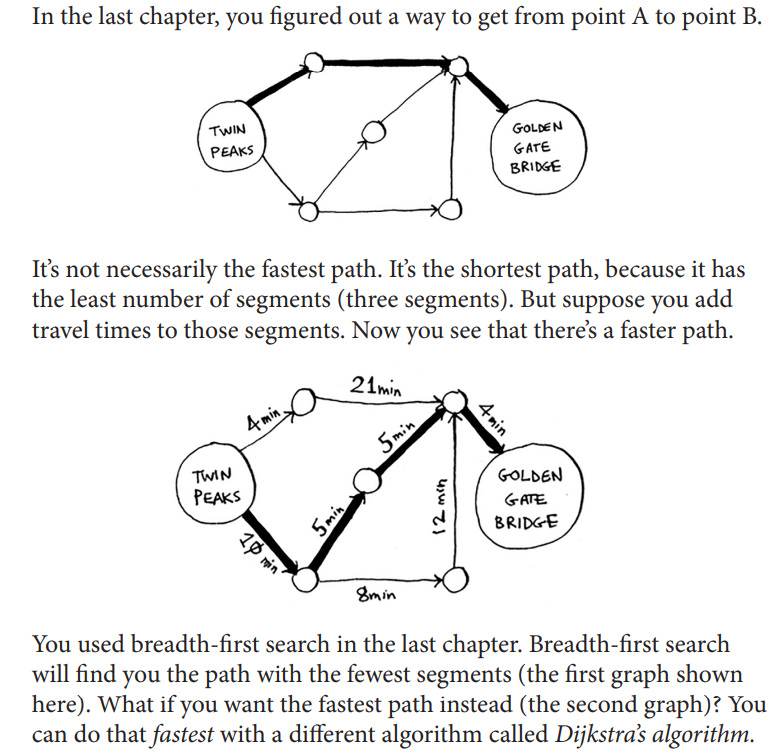 In the last chapter, you figured out a way to get from point A to point B.
TWIN
PEAKS
GOLDEN
GATE
BRIDGE
It's not necessarily the fastest path. It's the shortest path, because it has
the least number of segments (three segments). But suppose you add
travel times to those segments. Now you see that there's a faster path.
21min
4min
4min
5min
TWIN
PEAKS
GOLDEN
GATE
BRIDGE
5min
12 min
10 min
8min
You used breadth-first search in the last chapter. Breadth-first search
will find you the path with the fewest segments (the first graph shown
here). What if you want the fastest path instead (the second graph)? You
can do that fastest with a different algorithm called Dijkstra's algorithm.